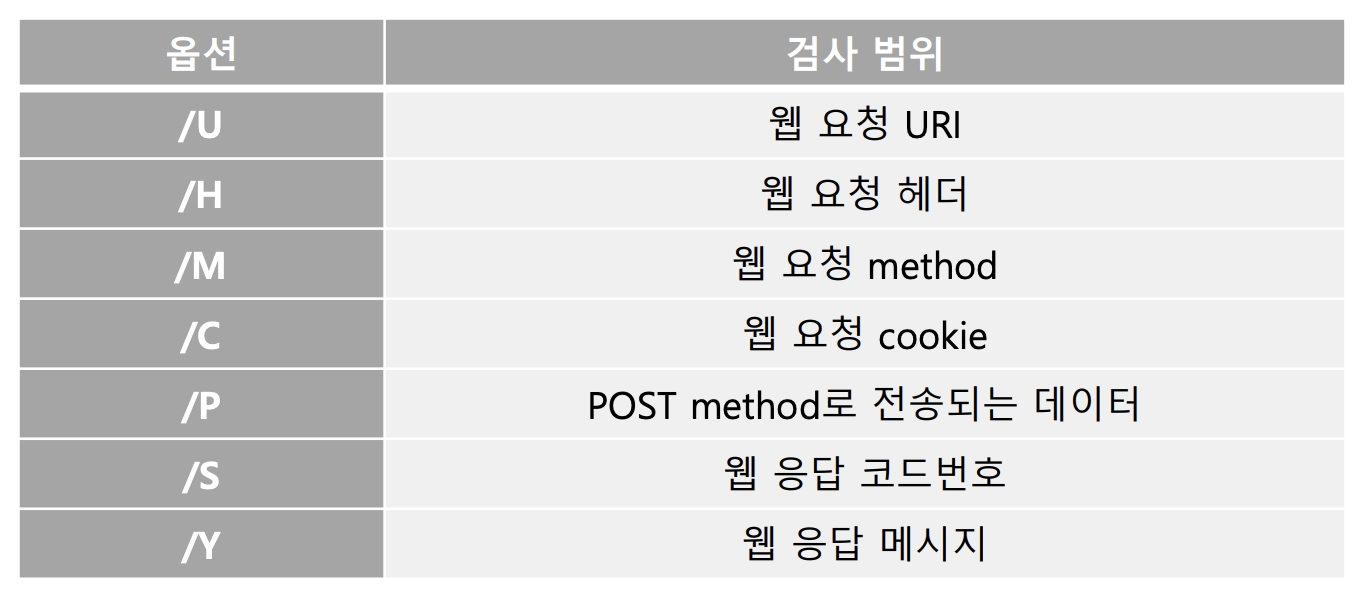 옵션 검사 범위
/U 웹 요청 URI
/H 웹 요청 헤더
/M 웹 요청 method
/C 웹 요청 cookie
/P POST method로 전송되는 데이터
/S 웹 응답 코드번호
/Y 웹 응답 메시지